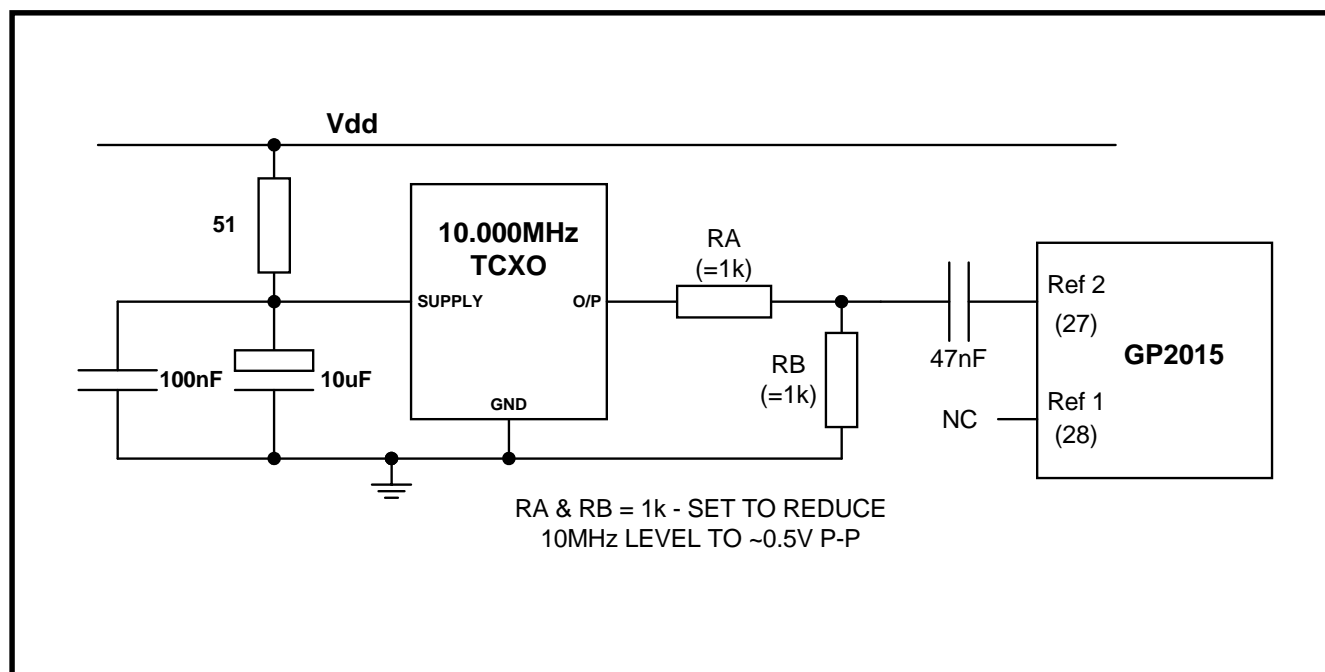 Vdd
51
100nF
10uF
10.000MHz
TCXO
SUPPLY
O/P
GND
RA
(=1k)
RB
(=1k)
47nF
Ref 2
(27)
GP2015
Ref 1
(28)
NC
RA & RB = 1k - SET TO REDUCE
10MHz LEVEL TO ~0.5V P-P